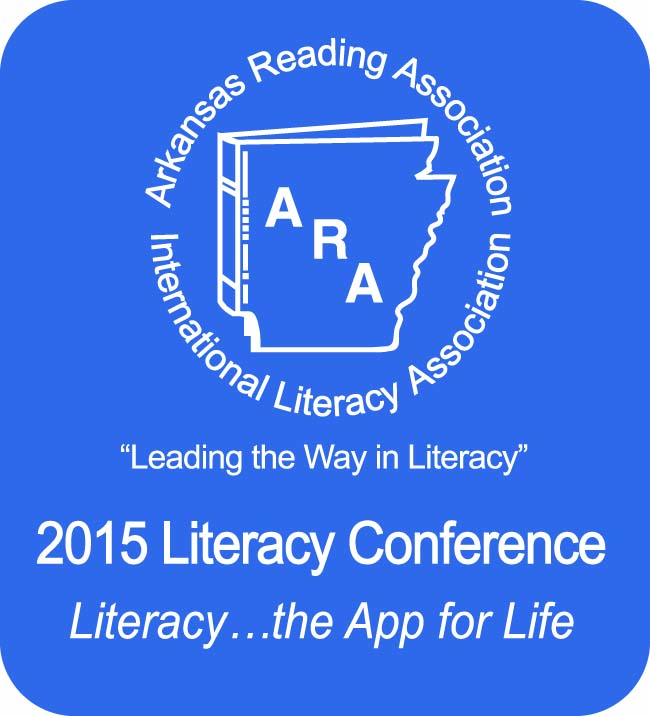 Arkansas Reading Association
A
R
A
International Literacy Association
“Leading the Way in Literacy”
2015 Literacy Conference
Literacy…the App for Life